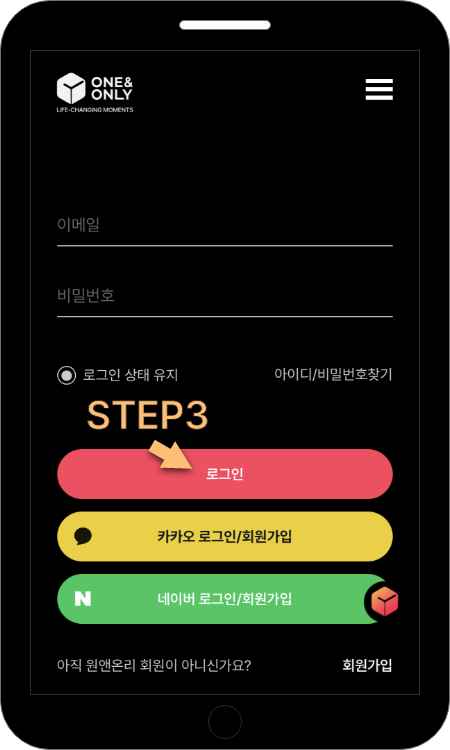 ONE&
ONLY
LIFE-CHANGING MOMENTS
이메일
비밀번호
로그인 상태 유지
아이디/비밀번호찾기
STEP3
로그인
카카오 로그인/회원가입
N
네이버 로그인/회원가입
아직 원앤온리 회원이 아니신가요?
회원가입